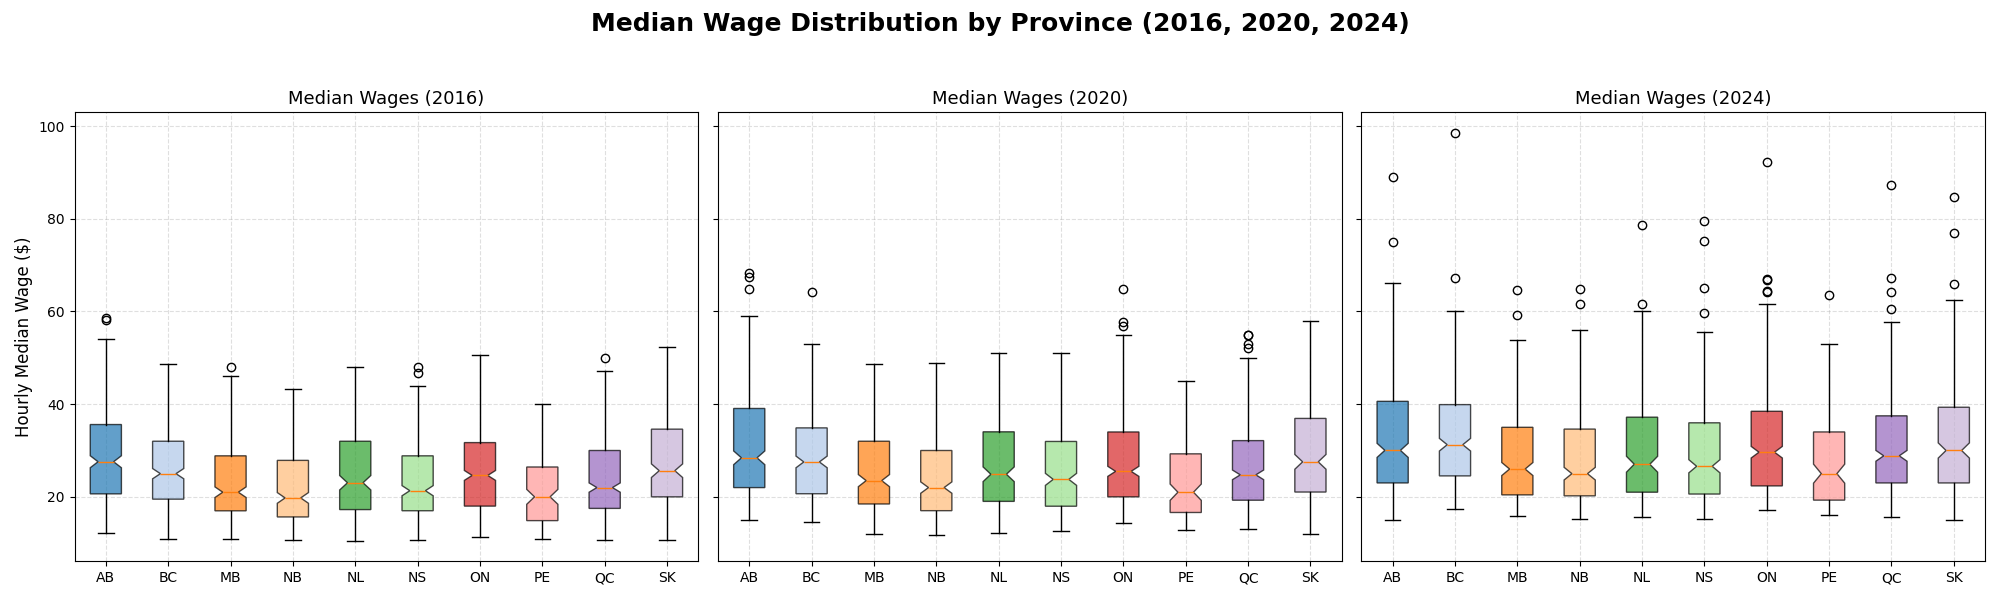 Median Wage Distribution by Province (2016, 2020, 2024)
Median Wages (2016)
Median Wages (2020)
Median Wages (2024)
Hourly Median Wage ($)
100
80
60
40
20
AB BC MB NB NL NS ON PE QC SK
AB BC MB NB NL NS ON PE QC SK
AB BC MB NB NL NS ON PE QC SK